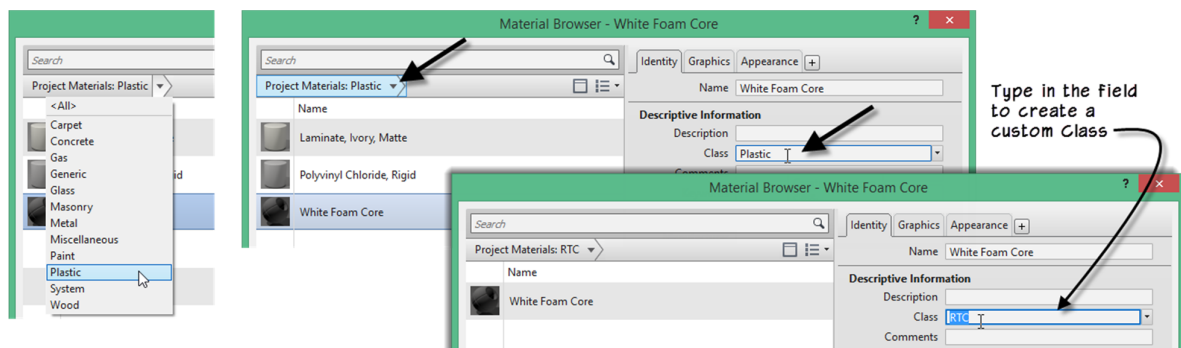 Search
Project Materials: Plastic
<All>
Carpet
Concrete
Gas
Generic
Glass
Masonry
Metal
Miscellaneous
Paint
Plastic
System
Wood
id
Material Browser - White Foam Core
?
Search
Project Materials: Plastic
Name
Laminate, Ivory, Matte
Polyvinyl Chloride, Rigid
White Foam Core
Identity Graphics Appearance
Name White Foam Core
Descriptive Information
Description
Class Plastic
Comments
Type in the field
to create a
custom Class
Material Browser - White Foam Core
?
Search
Project Materials: RTC
Name
White Foam Core
Identity Graphics Appearance
Name White Foam Core
Descriptive Information
Description
Class RTC
Comments